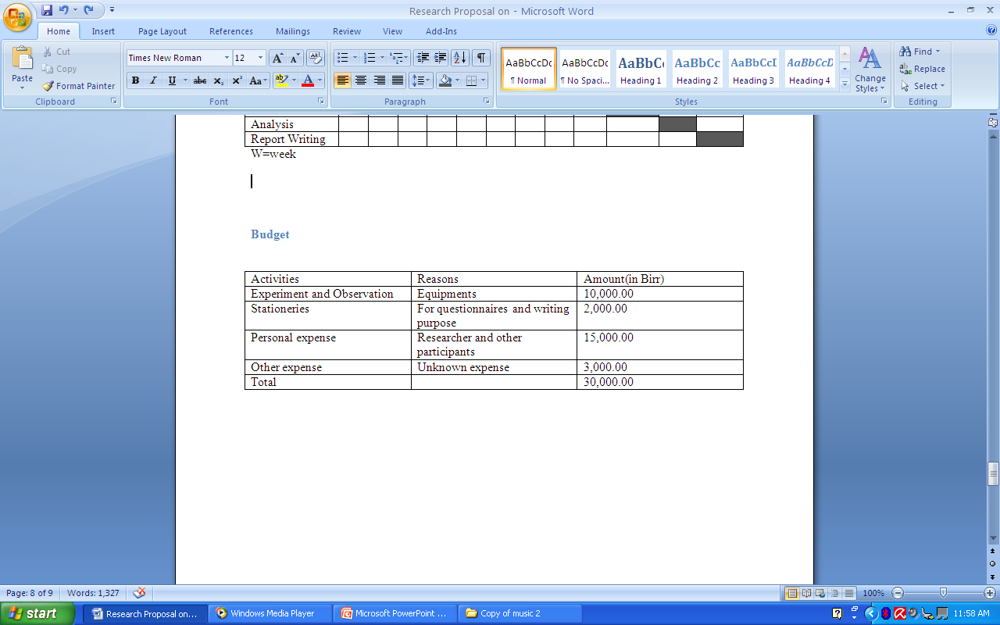 Research Proposal on - Microsoft Word
Home Insert Page Layout References Mailings Review View Add-Ins
Paste
Cut
Copy
Format Painter
Clipboard
Times New Roman 12
Font
Paragraph
AaBbCcDc AaBbCcDc AaBbC AaBbCc AaBbCcI AaBbCcD
¶ Normal ¶ No Spaci... Heading 1 Heading 2 Heading 3 Heading 4
Change
Styles
Styles
Find
Replace
Select
Editing
Analysis
Report Writing
W=week
Budget
Activities Reasons Amount(in Birr)
Experiment and Observation Equipments 10,000.00
Stationeries For questionnaires and writing 2,000.00
purpose
Personal expense Researcher and other 15,000.00
participants
Other expense Unknown expense 3,000.00
Total 30,000.00
Page: 8 of 9 Words: 1,327 100%
start Research Proposal on... Windows Media Player Microsoft PowerPoint ... Copy of music 2 11:58 AM